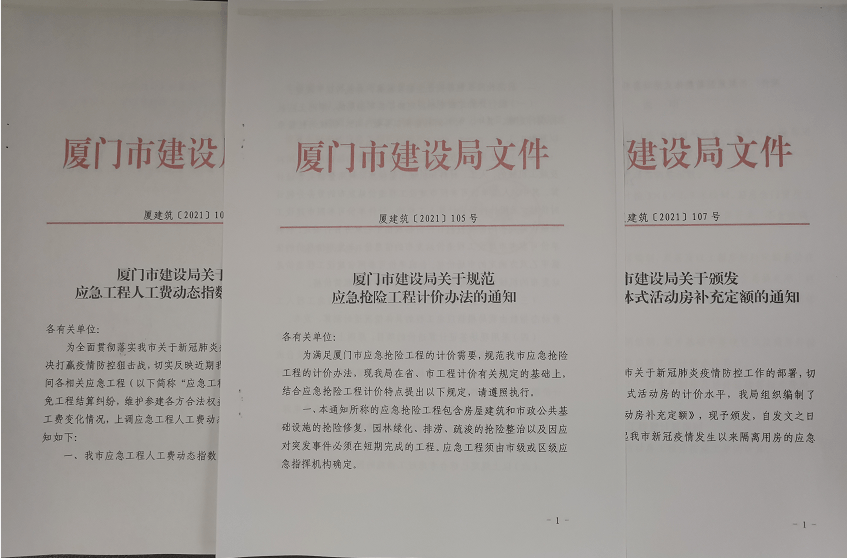 厦门市建设
厦建筑〔2021〕10
厦门市建设局关于
应急工程人工费动态指数
各有关单位：
为全面贯彻落实我市关于新冠肺炎
决打赢疫情防控狙击战，切实反映近期我
间各相关应急工程（以下简称“应急工
免工程结算纠纷，维护参建各方合法权
工费变化情况，上调应急工程人工费动
知如下：
一、我市应急工程人工费动态指数
厦门市建设局文件
厦建筑〔2021〕105号
厦门市建设局关于规范
应急抢险工程计价办法的通知
各有关单位：
为满足厦门市应急抢险工程的计价需要，规范我市应急抢险
工程的计价办法，现我局在省、市工程计价有关规定的基础上，
结合应急抢险工程计价特点提出以下规定，请遵照执行。
一、本通知所称的应急抢险工程包含房屋建筑和市政公共基
础设施的抢险修复，园林绿化、排涝、疏浚的抢险整治以及因应
对突发事件必须在短期完成的工程。应急工程须由市级或区级应
急指挥机构确定。
- 1 -
建设局文件
建筑〔2021〕107号
市建设局关于颁发
体式活动房补充定额的通知
市关于新冠肺炎疫情防控工作的部署，切
式活动房的计价水平，我局组织编制了
动房补充定额》，现予颁发，自发文之日
我市新冠疫情发生以来隔离用房的应急
- 1 -